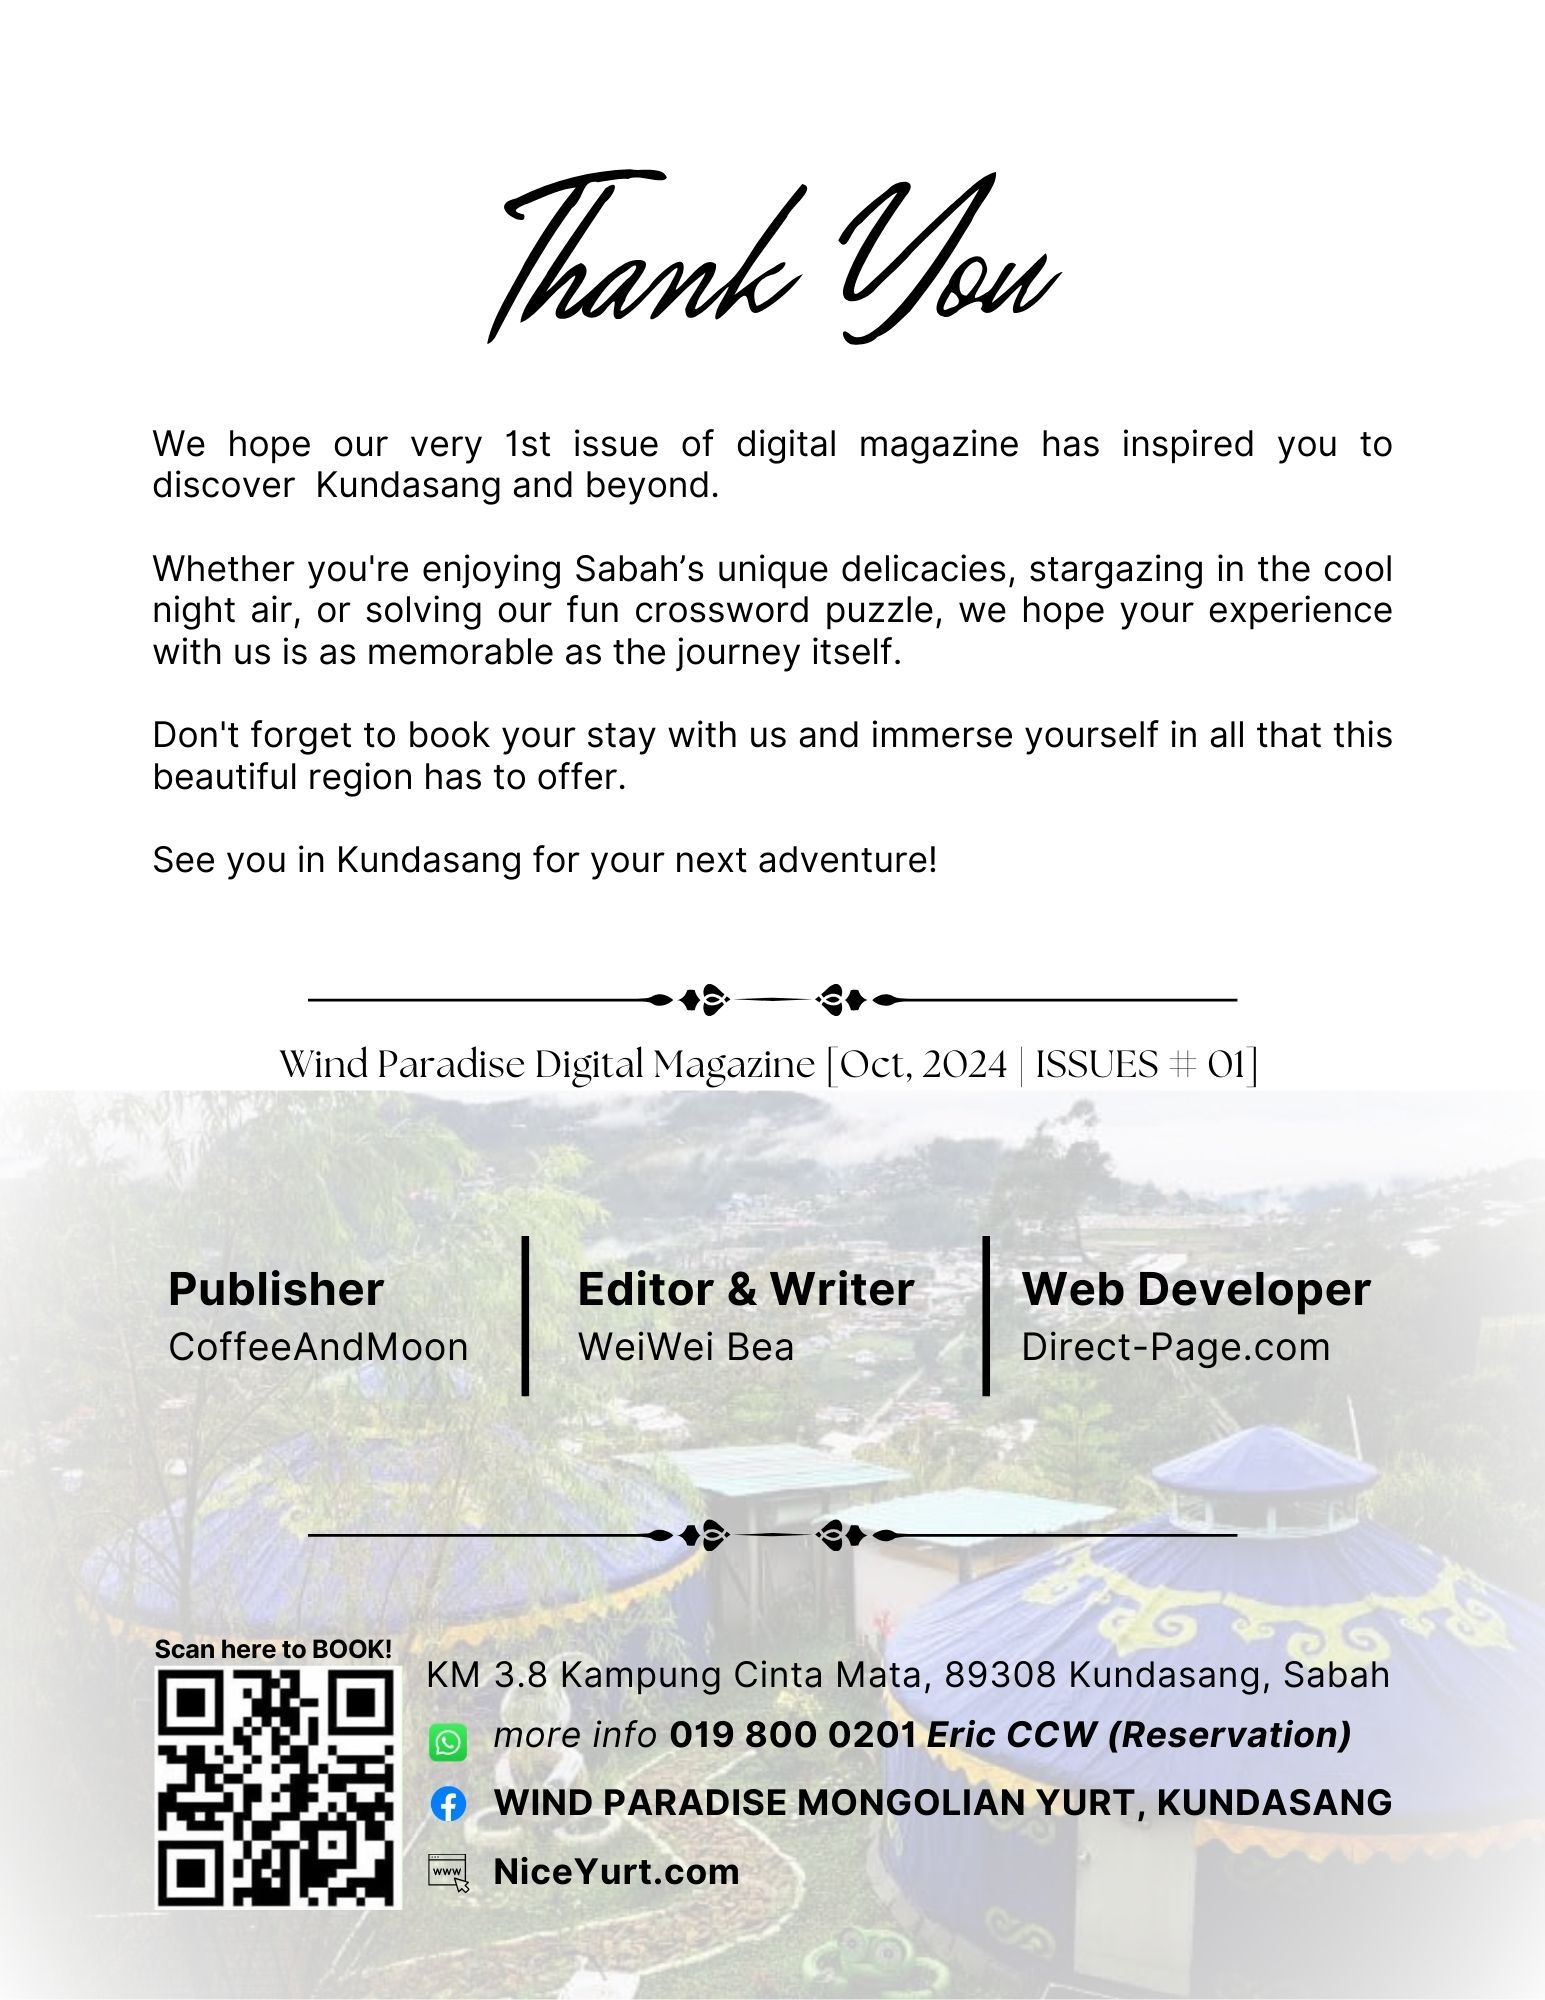 Thank You
We hope our very 1st issue of digital magazine has inspired you to
discover  Kundasang and beyond.
Whether you're enjoying Sabah’s unique delicacies, stargazing in the cool
night air, or solving our fun crossword puzzle, we hope your experience
with us is as memorable as the journey itself.
Don't forget to book your stay with us and immerse yourself in all that this
beautiful region has to offer.
See you in Kundasang for your next adventure!
Wind Paradise Digital Magazine [Oct, 2024 | ISSUES # 01]
Publisher
CoffeeAndMoon
Editor & Writer
WeiWei Bea
Web Developer
Direct-Page.com
Scan here to BOOK!
KM 3.8 Kampung Cinta Mata, 89308 Kundasang, Sabah
more info 019 800 0201 Eric CCW (Reservation)
WIND PARADISE MONGOLIAN YURT, KUNDASANG
www
NiceYurt.com